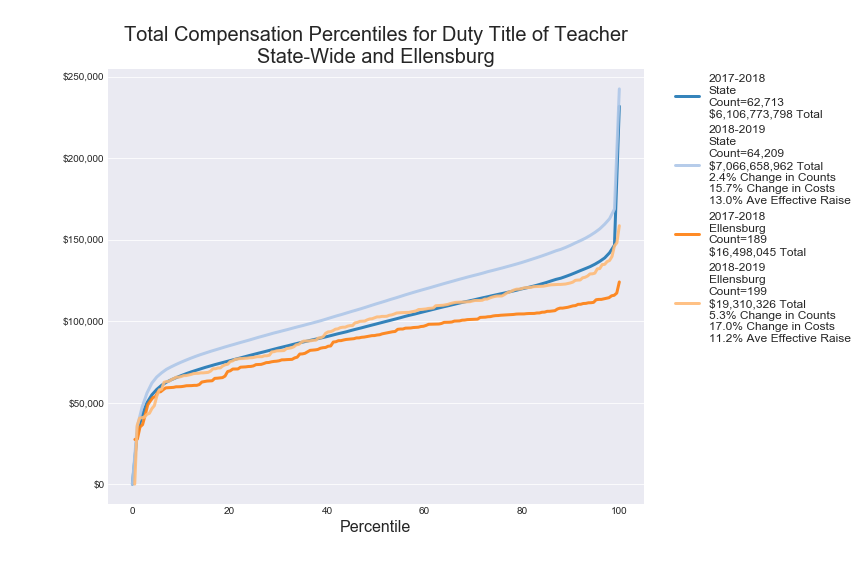 Total Compensation Percentiles for Duty Title of Teacher
State-Wide and Ellensburg
$250,000
$200,000
$150,000
$100,000
$50,000
$0
0
20
40
60
80
100
Percentile
2017-2018
State
Count=62,713
$6,106,773,798 Total
2018-2019
State
Count=64,209
$7,066,658,962 Total
2.4% Change in Counts
15.7% Change in Costs
13.0% Ave Effective Raise
2017-2018
Ellensburg
Count=189
$16,498,045 Total
2018-2019
Ellensburg
Count=199
$19,310,326 Total
5.3% Change in Counts
17.0% Change in Costs
11.2% Ave Effective Raise